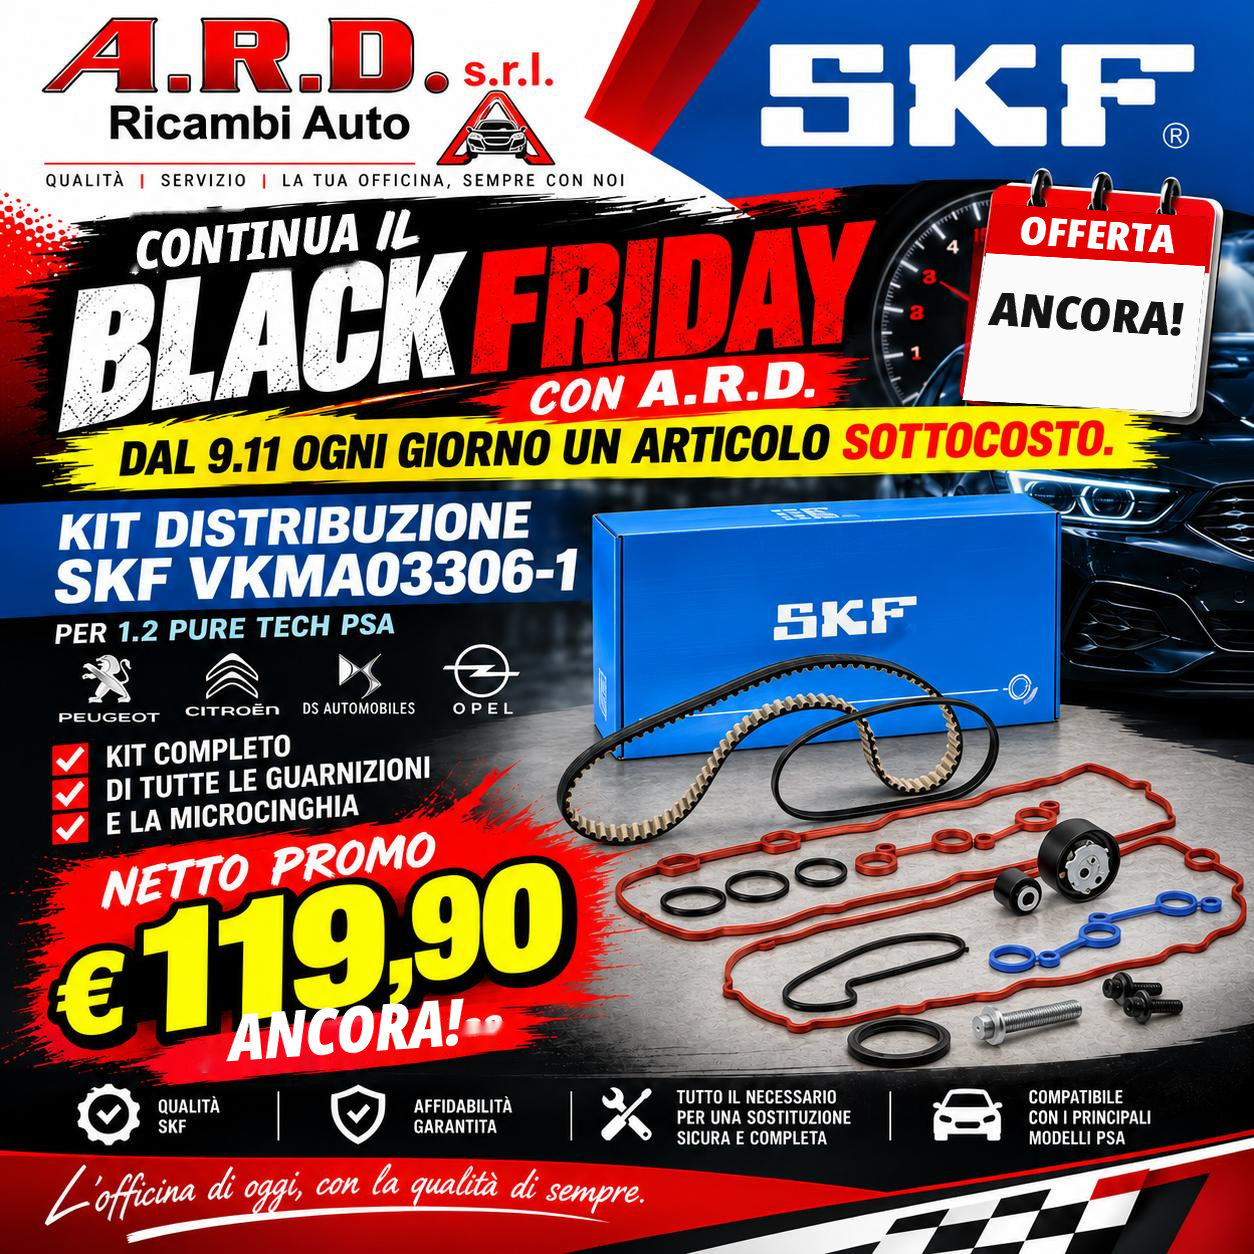 A.R.D. s.r.l.
Ricambi Auto
QUALITÀ | SERVIZIO | LA TUA OFFICINA, SEMPRE CON NOI
SKF ®
CONTINUA IL
BLACK FRIDAY
CON A.R.D.
OFFERTA
ANCORA!
4
3
2
1
DAL 9.11 OGNI GIORNO UN ARTICOLO SOTTOCOSTO.
KIT DISTRIBUZIONE
SKF VKMA03306-1
PER 1.2 PURE TECH PSA
PEUGEOT CITROËN DS AUTOMOBILES OPEL
SKF
KIT COMPLETO
DI TUTTE LE GUARNIZIONI
E LA MICROCINGHIA
NETTO PROMO
€ 119,90
ANCORA!
QUALITÀ
SKF
AFFIDABILITÀ
GARANTITA
TUTTO IL NECESSARIO
PER UNA SOSTITUZIONE
SICURA E COMPLETA
COMPATIBILE
CON I PRINCIPALI
MODELLI PSA
L'officina di oggi, con la qualità di sempre.